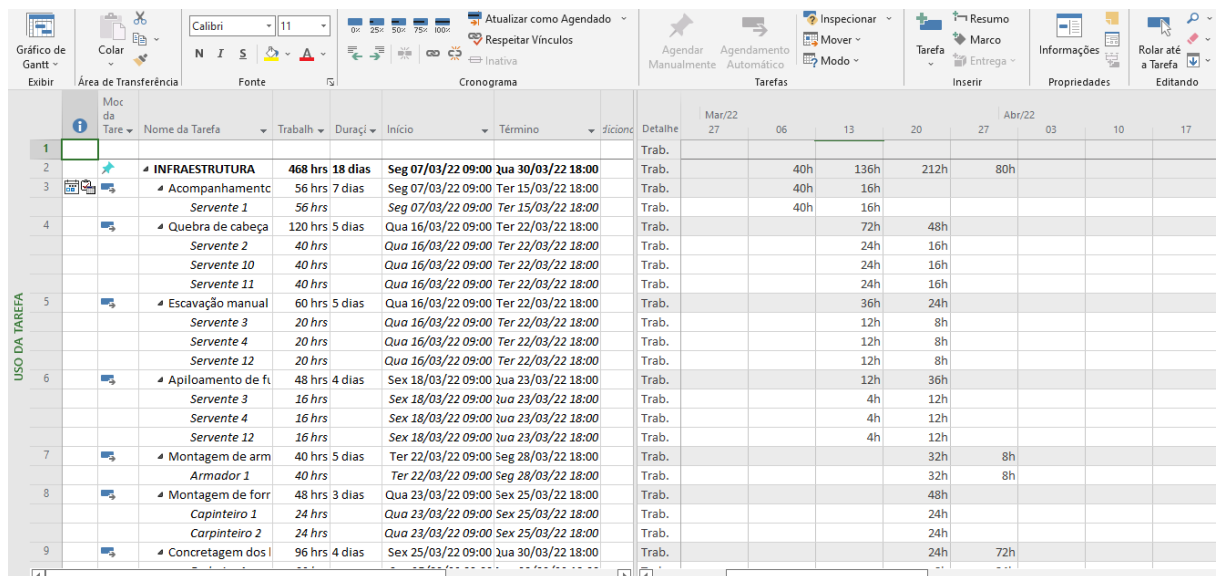 Gráfico de Gantt
Exibir
Colar
Área de Transferência
Calibri 11
N I S A
Fonte
0% 25% 50% 75% 100%
Atualizar como Agendado
Respeitar Vínculos
Inativa
Cronograma
Agendar Manualmente
Agendamento Automático
Inspecionar
Mover
Modo
Tarefas
Tarefa
Resumo
Marco
Entrega
Inserir
Informações
Propriedades
Rolar até a Tarefa
Editando
USO DA TAREFA
Mar/22 Abr/22
Moc da Tare Nome da Tarefa Trabalh Duraçã Início Término Detalhe 27 06 13 20 27 03 10 17
1 Trab.
2 INFRAESTRUTURA 468 hrs 18 dias Seg 07/03/22 09:00 Qua 30/03/22 18:00 Trab. 40h 136h 212h 80h
3 Acompanhamento 56 hrs 7 dias Seg 07/03/22 09:00 Ter 15/03/22 18:00 Trab. 40h 16h
Servente 1 56 hrs Seg 07/03/22 09:00 Ter 15/03/22 18:00 Trab. 40h 16h
4 Quebra de cabeça 120 hrs 5 dias Qua 16/03/22 09:00 Ter 22/03/22 18:00 Trab. 72h 48h
Servente 2 40 hrs Qua 16/03/22 09:00 Ter 22/03/22 18:00 Trab. 24h 16h
Servente 10 40 hrs Qua 16/03/22 09:00 Ter 22/03/22 18:00 Trab. 24h 16h
Servente 11 40 hrs Qua 16/03/22 09:00 Ter 22/03/22 18:00 Trab. 24h 16h
5 Escavação manual 60 hrs 5 dias Qua 16/03/22 09:00 Ter 22/03/22 18:00 Trab. 36h 24h
Servente 3 20 hrs Qua 16/03/22 09:00 Ter 22/03/22 18:00 Trab. 12h 8h
Servente 4 20 hrs Qua 16/03/22 09:00 Ter 22/03/22 18:00 Trab. 12h 8h
Servente 12 20 hrs Qua 16/03/22 09:00 Ter 22/03/22 18:00 Trab. 12h 8h
6 Apiloamento de fu 48 hrs 4 dias Sex 18/03/22 09:00 Qua 23/03/22 18:00 Trab. 12h 36h
Servente 3 16 hrs Sex 18/03/22 09:00 Qua 23/03/22 18:00 Trab. 4h 12h
Servente 4 16 hrs Sex 18/03/22 09:00 Qua 23/03/22 18:00 Trab. 4h 12h
Servente 12 16 hrs Sex 18/03/22 09:00 Qua 23/03/22 18:00 Trab. 4h 12h
7 Montagem de arm 40 hrs 5 dias Ter 22/03/22 09:00 Seg 28/03/22 18:00 Trab. 32h 8h
Armador 1 40 hrs Ter 22/03/22 09:00 Seg 28/03/22 18:00 Trab. 32h 8h
8 Montagem de forr 48 hrs 3 dias Qua 23/03/22 09:00 Sex 25/03/22 18:00 Trab. 48h
Capinteiro 1 24 hrs Qua 23/03/22 09:00 Sex 25/03/22 18:00 Trab. 24h
Carpinteiro 2 24 hrs Qua 23/03/22 09:00 Sex 25/03/22 18:00 Trab. 24h
9 Concretagem dos 96 hrs 4 dias Sex 25/03/22 09:00 Qua 30/03/22 18:00 Trab. 24h 72h